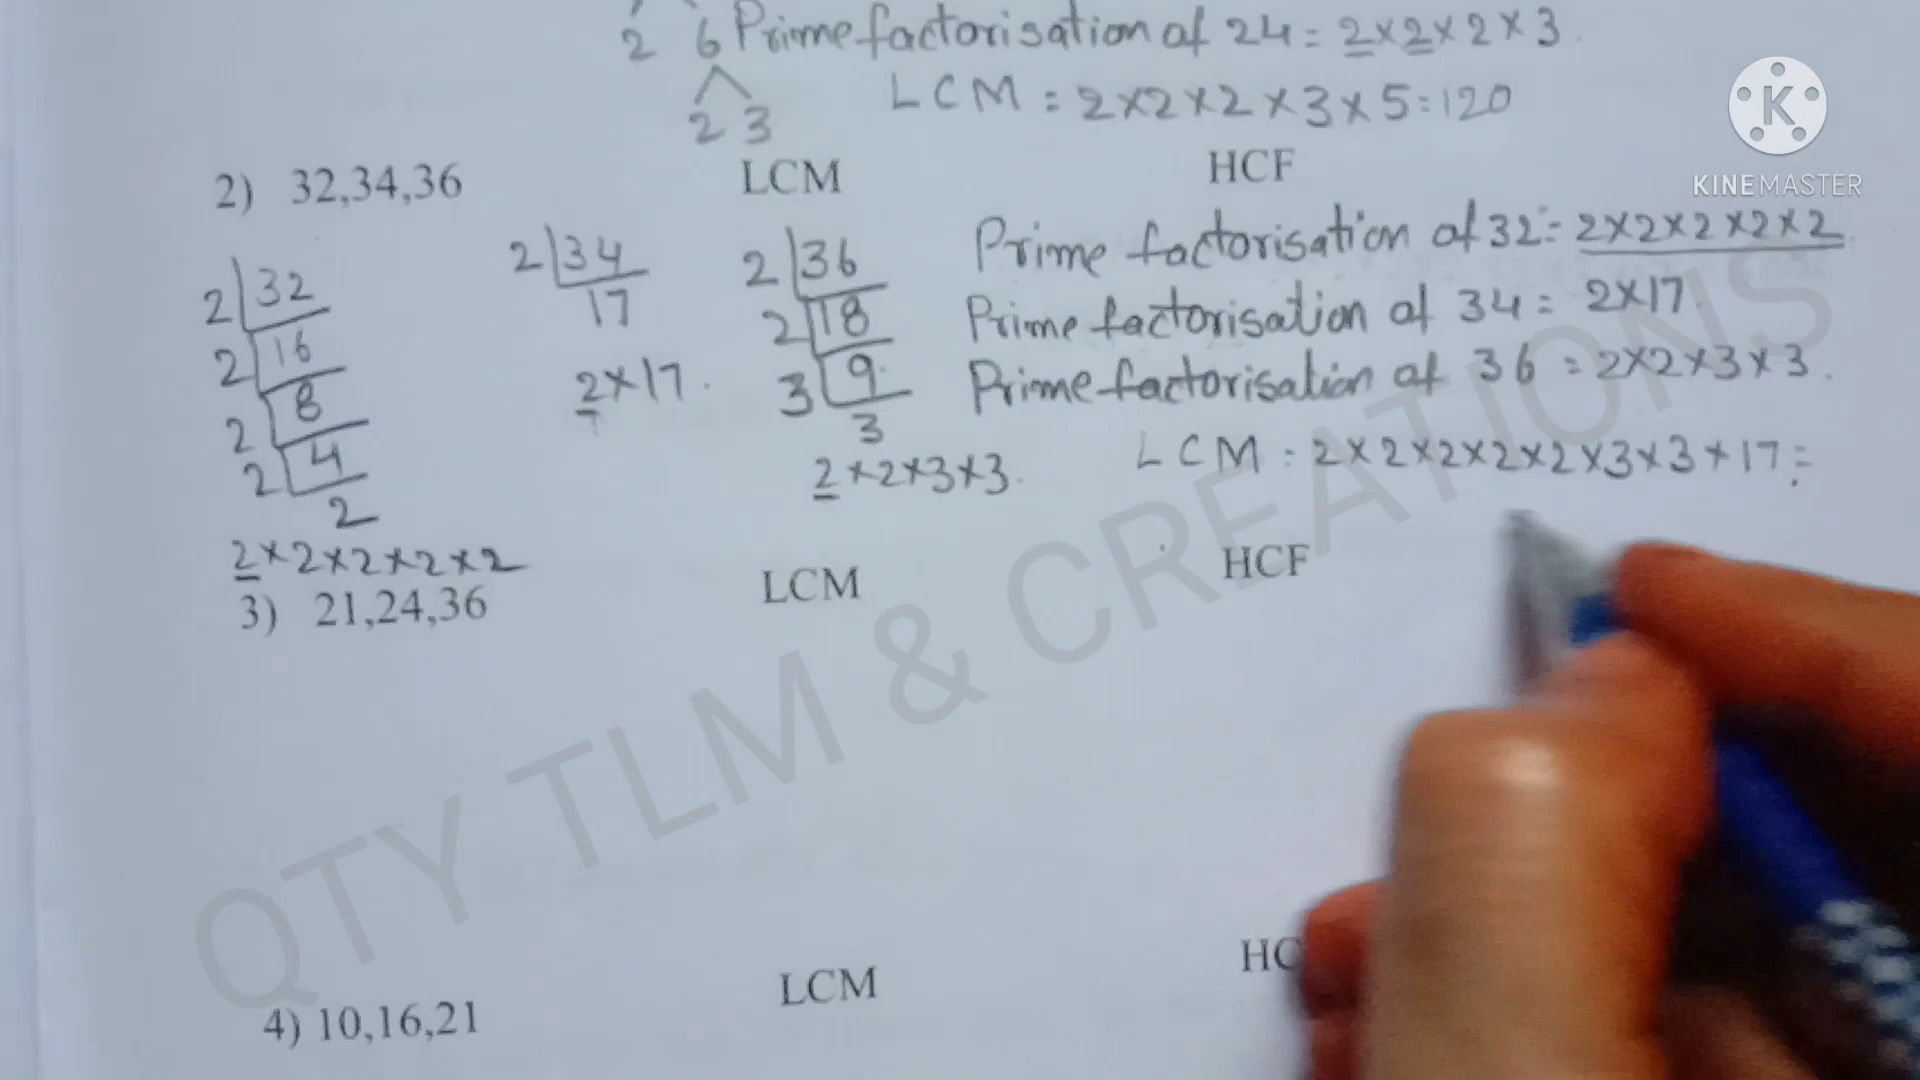 2 6 Prime factorisation of 24 = 2×2×2×3.
2 3 LCM = 2×2×2×3×5=120
K
KINEMASTER
2) 32,34,36 LCM HCF
2 32
2 16
2 8
2 4
2
2×2×2×2×2
2 34
17
2×17.
2 36
2 18
3 9
3
2×2×3×3.
Prime factorisation of 32= 2×2×2×2×2.
Prime factorisation of 34 = 2×17.
Prime factorisation of 36 = 2×2×3×3.
LCM = 2×2×2×2×2×3×3×17=
3) 21,24,36 LCM HCF
QTY TLM & CREATIONS
4) 10,16,21 LCM